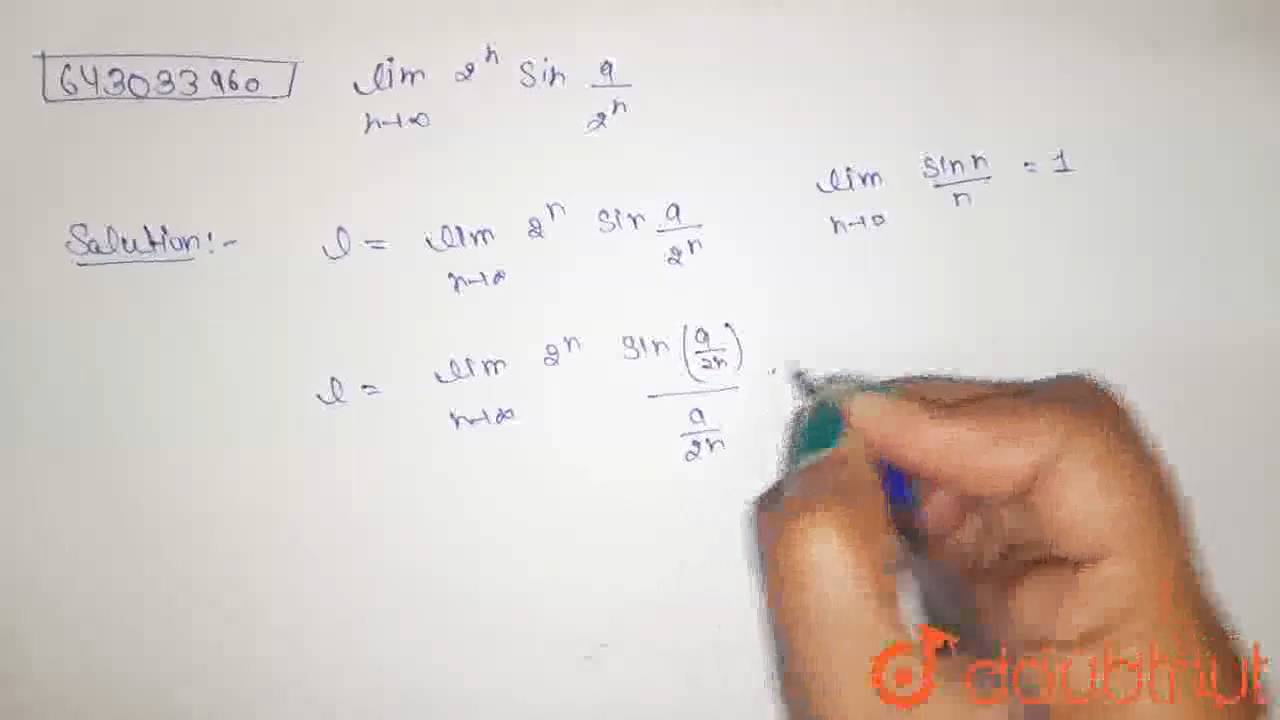 643033960
lim 2^n Sin a/2^n
n→∞
lim sin n/n = 1
n→0
Solution:-
l = lim 2^n sin a/2^n
n→∞
l = lim 2^n sin(a/2n) / (a/2n) .
n→∞
doubtnut